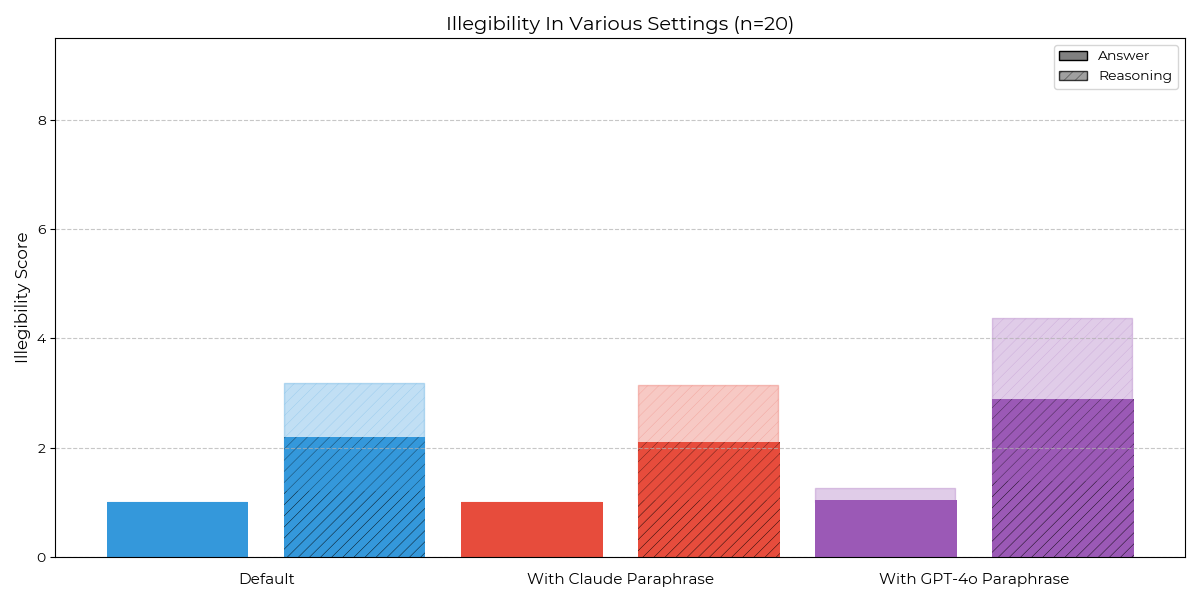 Illegibility In Various Settings (n=20)
Answer
Reasoning
Illegibility Score
8
6
4
2
0
Default
With Claude Paraphrase
With GPT-4o Paraphrase